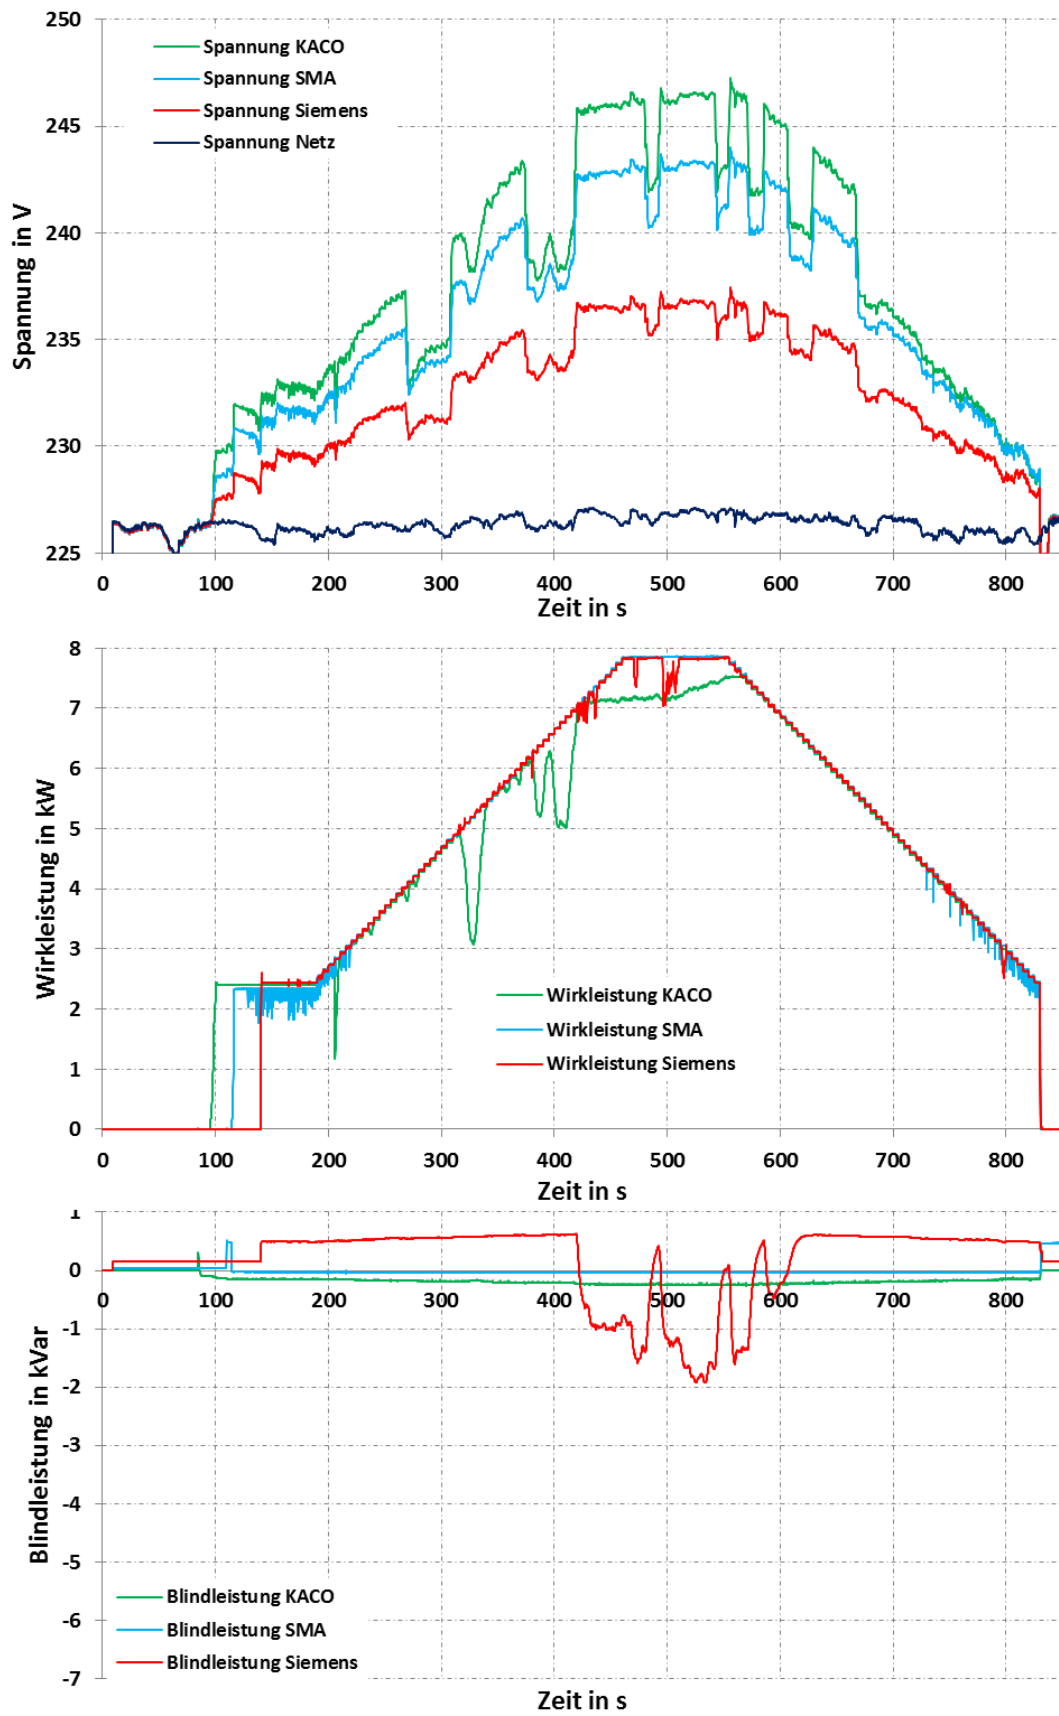 250
245
240
235
230
225
Spannung in V
Spannung KACO
Spannung SMA
Spannung Siemens
Spannung Netz
0 100 200 300 400 500 600 700 800
Zeit in s
8
7
6
5
4
3
2
1
0
Wirkleistung in kW
Wirkleistung KACO
Wirkleistung SMA
Wirkleistung Siemens
0 100 200 300 400 500 600 700 800
Zeit in s
1
0
-1
-2
-3
-4
-5
-6
-7
Blindleistung in kVar
0 100 200 300 400 500 600 700 800
Blindleistung KACO
Blindleistung SMA
Blindleistung Siemens
Zeit in s